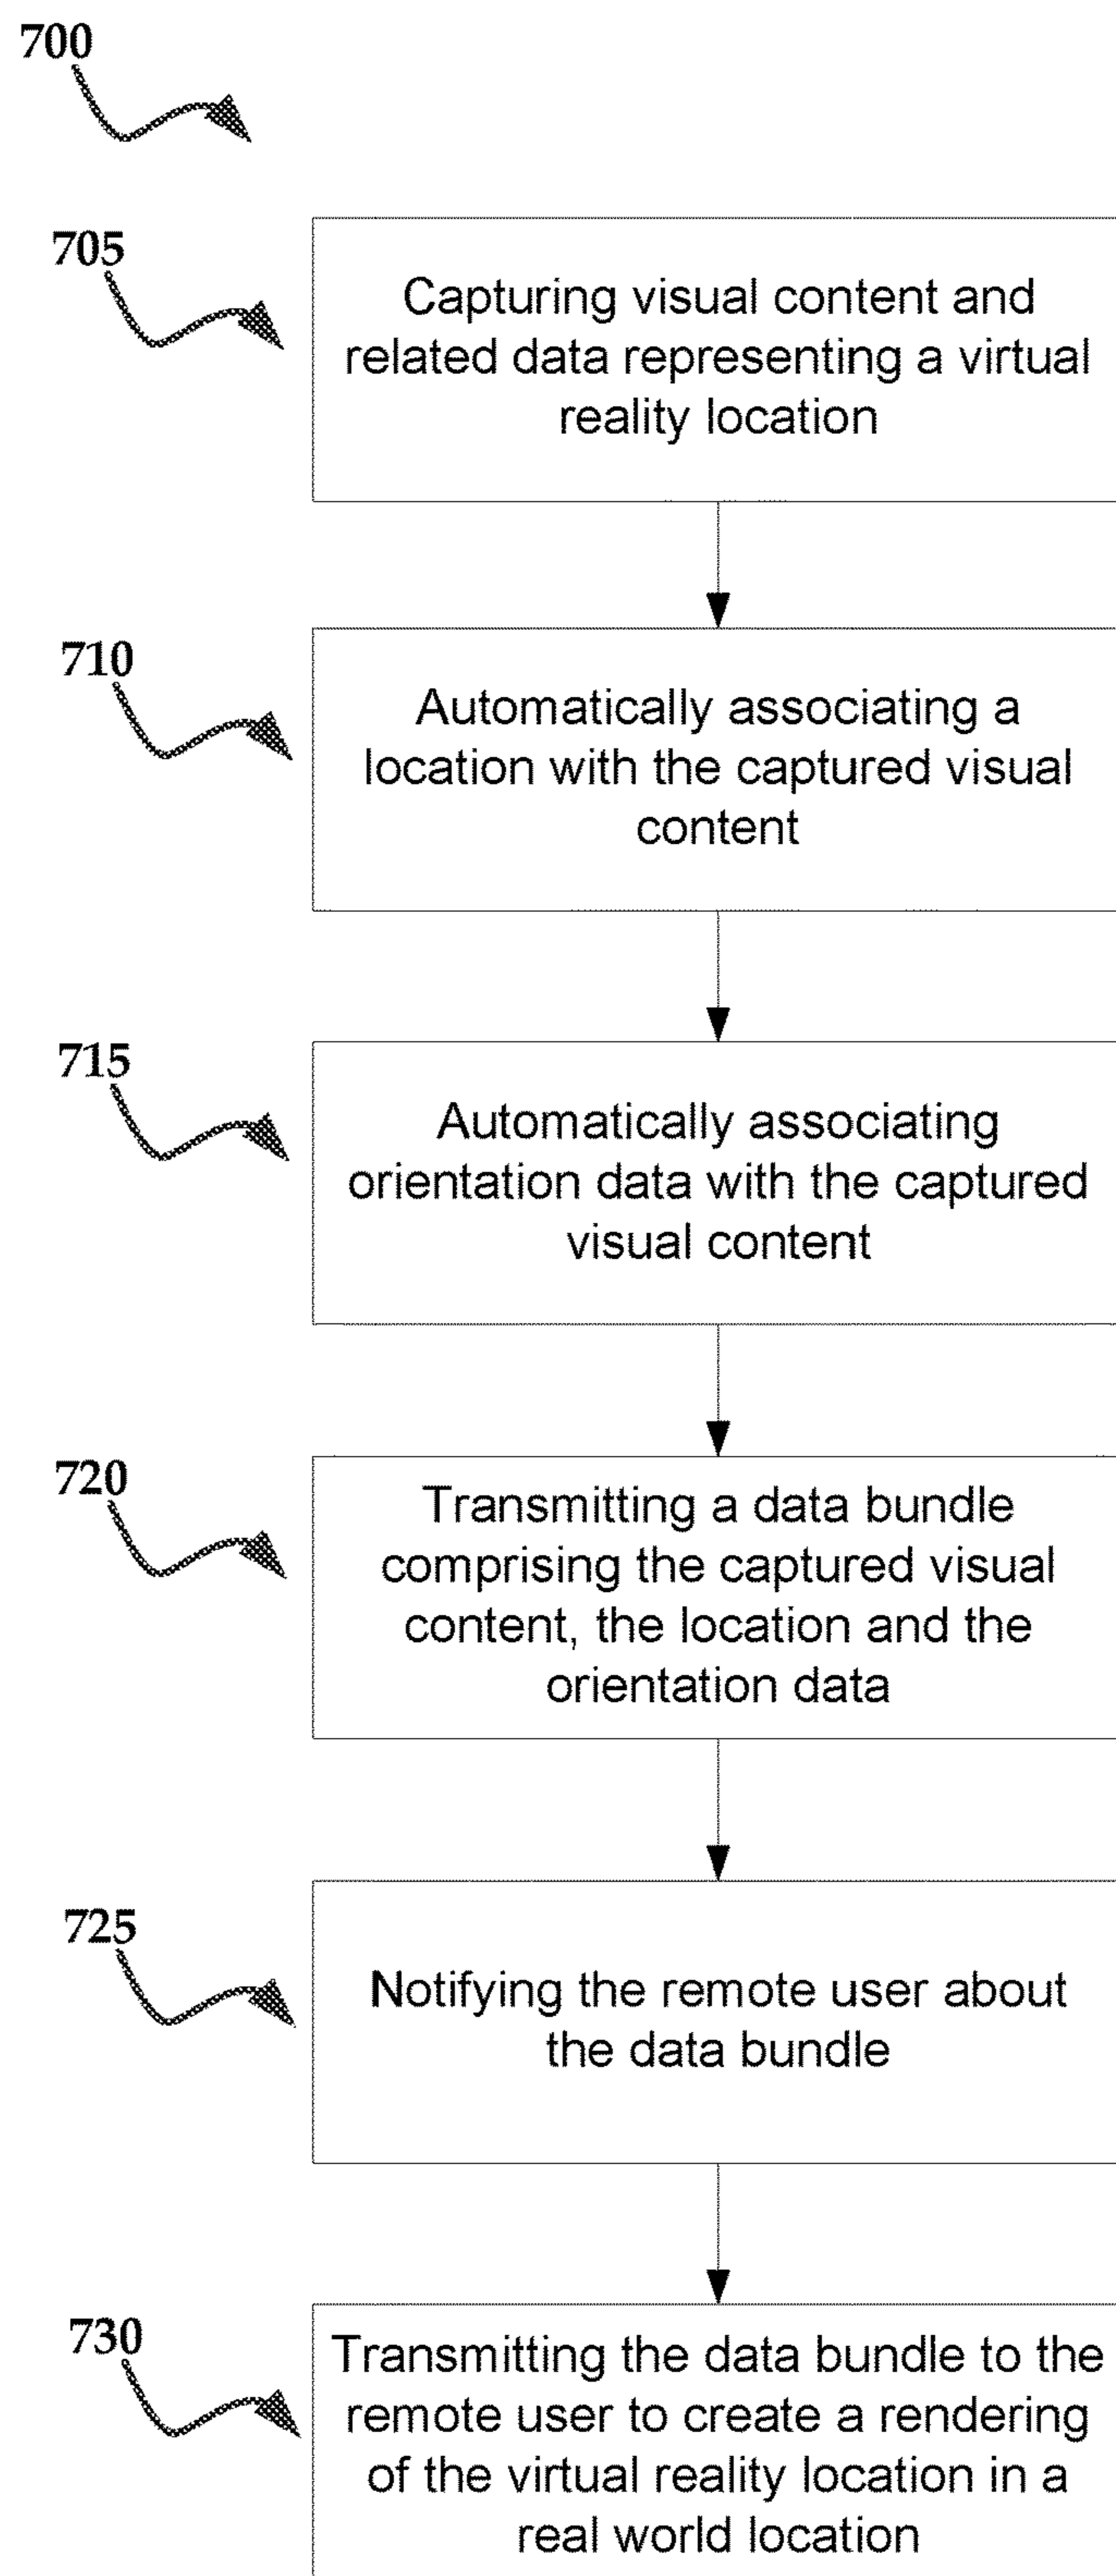 700
705
Capturing visual content and
related data representing a virtual
reality location
710
Automatically associating a
location with the captured visual
content
715
Automatically associating
orientation data with the captured
visual content
720
Transmitting a data bundle
comprising the captured visual
content, the location and the
orientation data
725
Notifying the remote user about
the data bundle
730
Transmitting the data bundle to the
remote user to create a rendering
of the virtual reality location in a
real world location